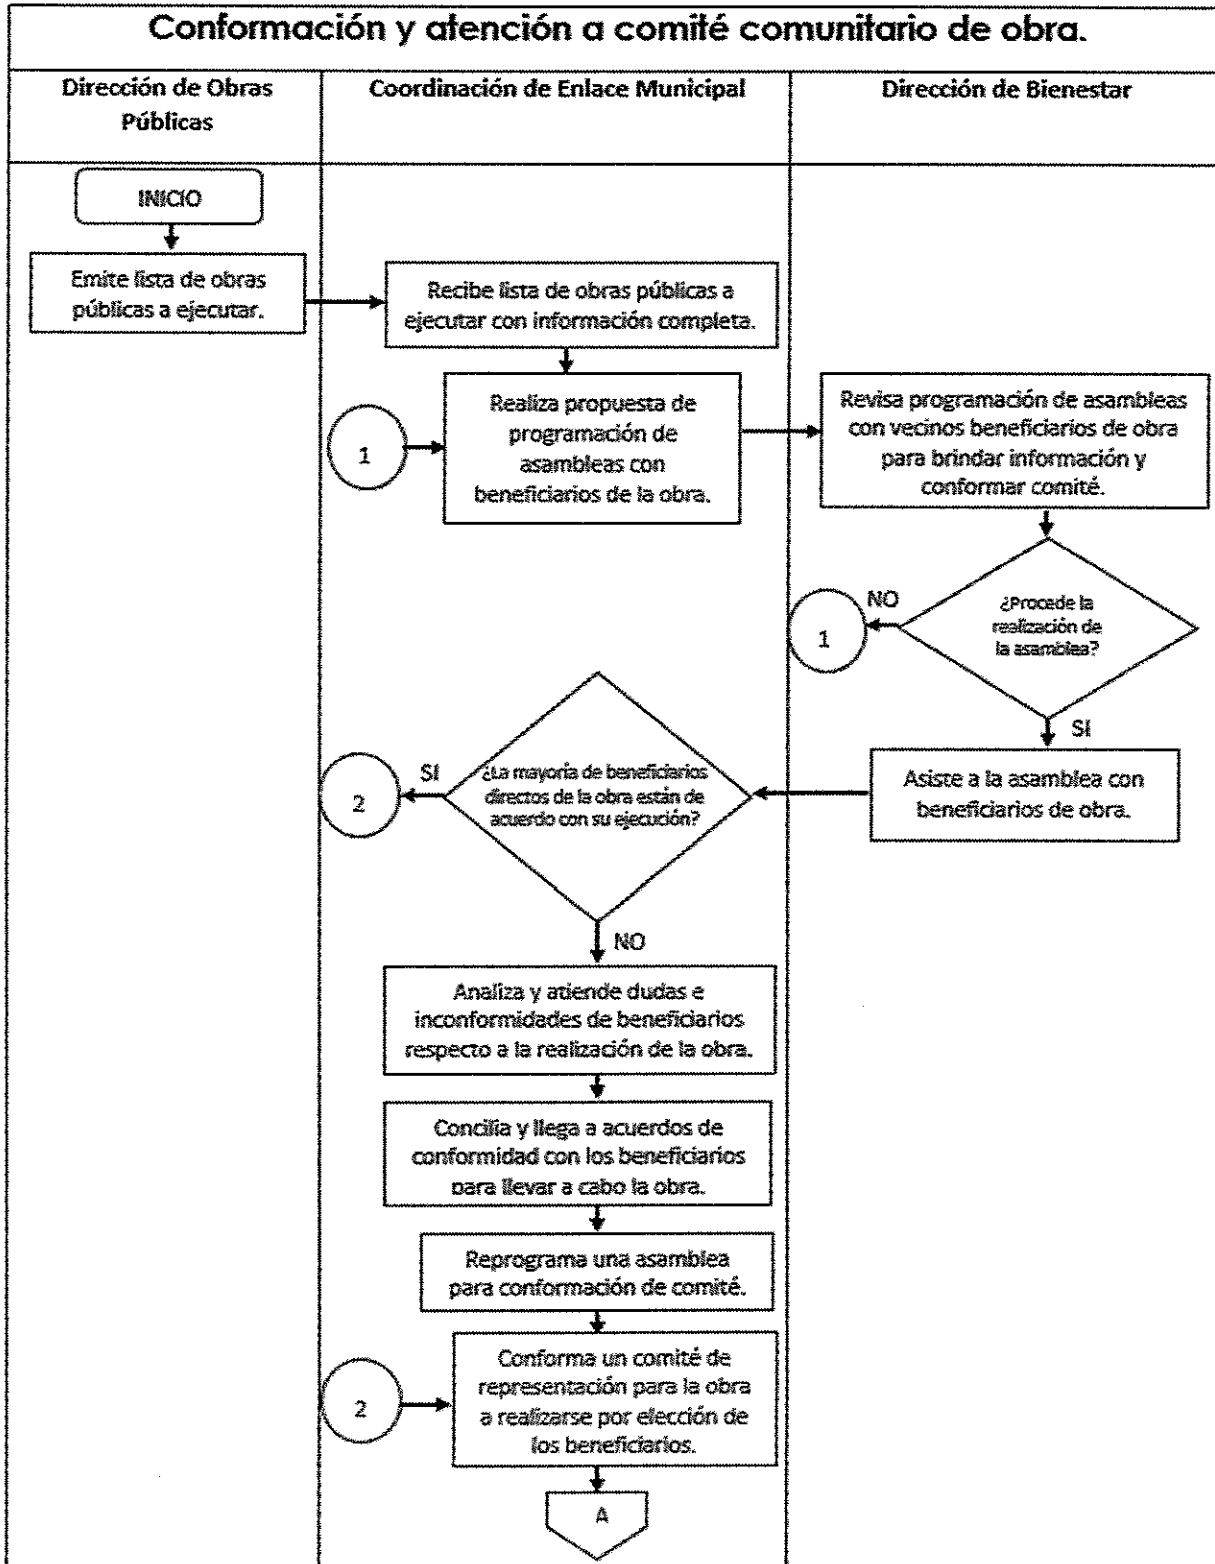 Conformación y atención a comité comunitario de obra.
Dirección de Obras
Públicas
Coordinación de Enlace Municipal
Dirección de Bienestar
INICIO
Emite lista de obras
públicas a ejecutar.
Recibe lista de obras públicas a
ejecutar con información completa.
1
Realiza propuesta de
programación de
asambleas con
beneficiarios de la obra.
Revisa programación de asambleas
con vecinos beneficiarios de obra
para brindar información y
conformar comité.
¿Procede la
realización de
la asamblea?
NO
1
SI
Asiste a la asamblea con
beneficiarios de obra.
¿La mayoría de beneficiarios
directos de la obra están de
acuerdo con su ejecución?
SI
2
NO
Analiza y atiende dudas e
inconformidades de beneficiarios
respecto a la realización de la obra.
Concilia y llega a acuerdos de
conformidad con los beneficiarios
para llevar a cabo la obra.
Reprograma una asamblea
para conformación de comité.
2
Conforma un comité de
representación para la obra
a realizarse por elección de
los beneficiarios.
A